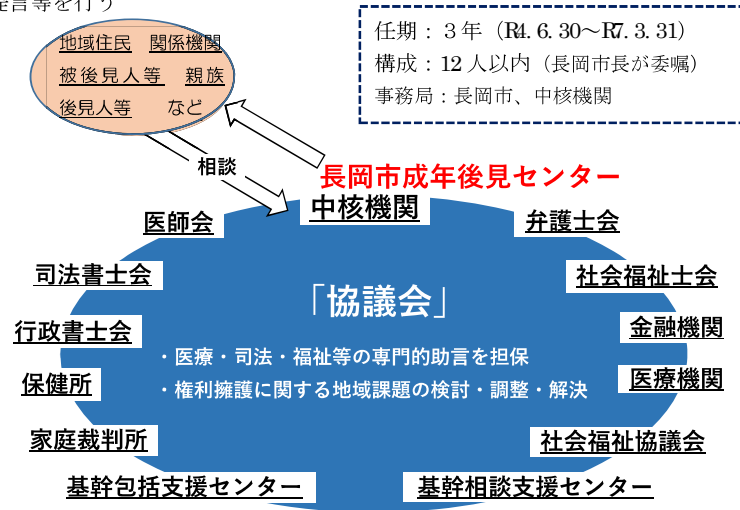 言等を行う
任期：３年（R4.6.30～R7.3.31）
構成：12人以内（長岡市長が委嘱）
事務局：長岡市、中核機関
地域住民　関係機関
被後見人等　親族
後見人等　など
相談
長岡市成年後見センター
中核機関
医師会
弁護士会
司法書士会
社会福祉士会
「協議会」
行政書士会
金融機関
・医療・司法・福祉等の専門的助言を担保
保健所
医療機関
・権利擁護に関する地域課題の検討・調整・解決
家庭裁判所
社会福祉協議会
基幹包括支援センター
基幹相談支援センター